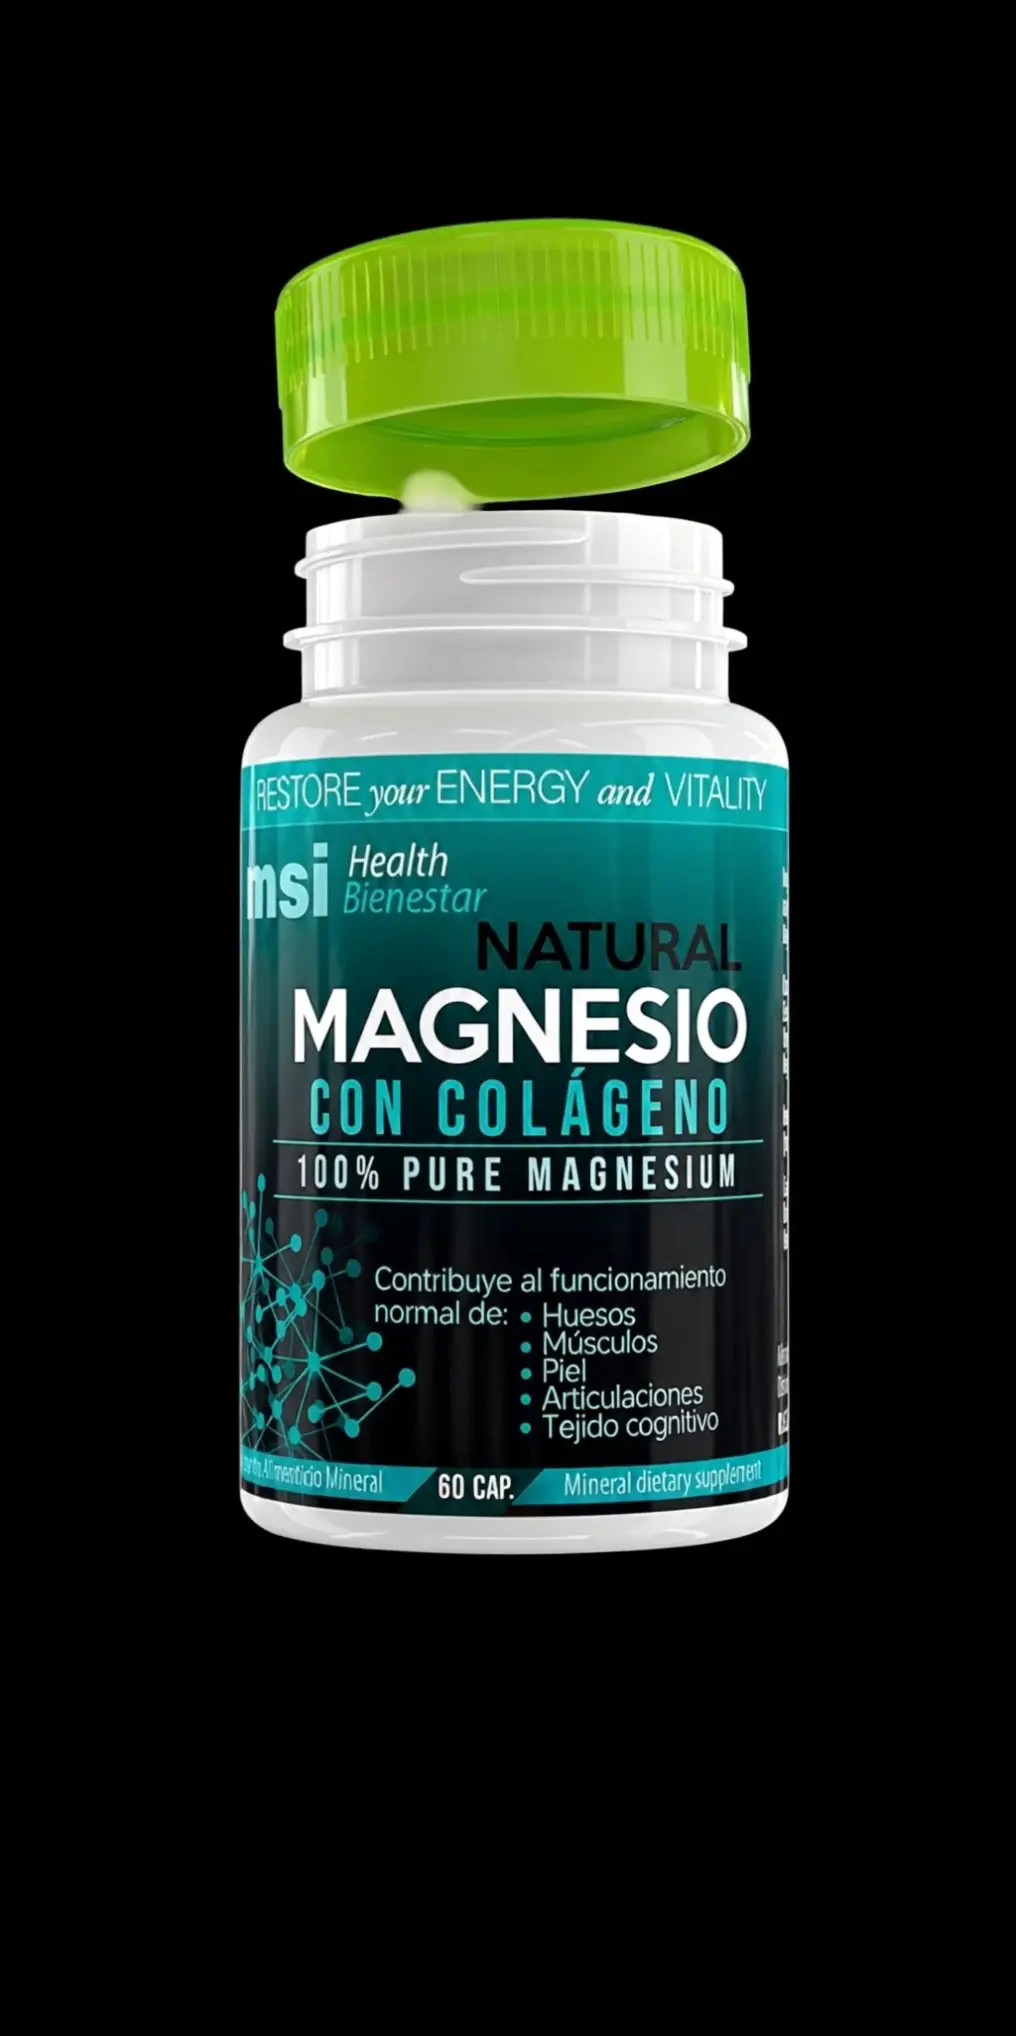 RESTORE your ENERGY and VITALITY
msi Health
Bienestar
NATURAL
MAGNESIO
CON COLÁGENO
100% PURE MAGNESIUM
Contribuye al funcionamiento
normal de: • Huesos
• Músculos
• Piel
• Articulaciones
• Tejido cognitivo
Alimenticio Mineral 60 CAP. Mineral dietary supplement